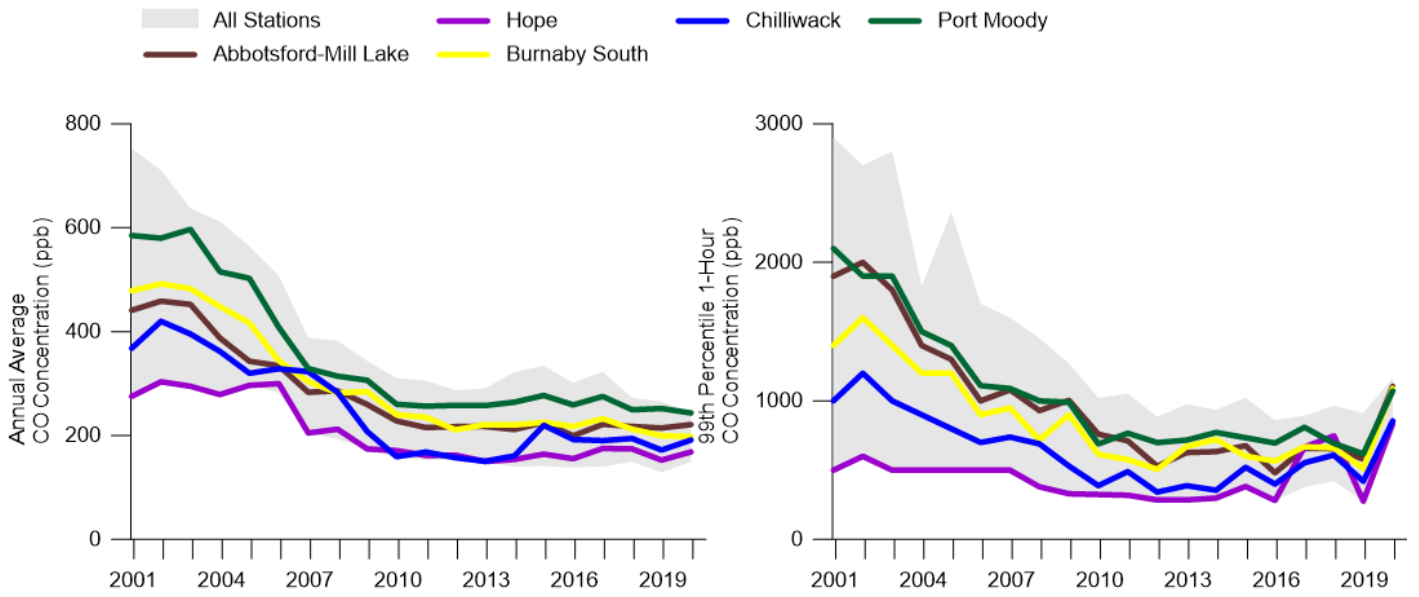 All Stations
Hope
Chilliwack
Port Moody
Abbotsford-Mill Lake
Burnaby South
Annual Average
CO Concentration (ppb)
800
600
400
200
0
2001
2004
2007
2010
2013
2016
2019
99th Percentile 1-Hour
CO Concentration (ppb)
3000
2000
1000
0
2001
2004
2007
2010
2013
2016
2019